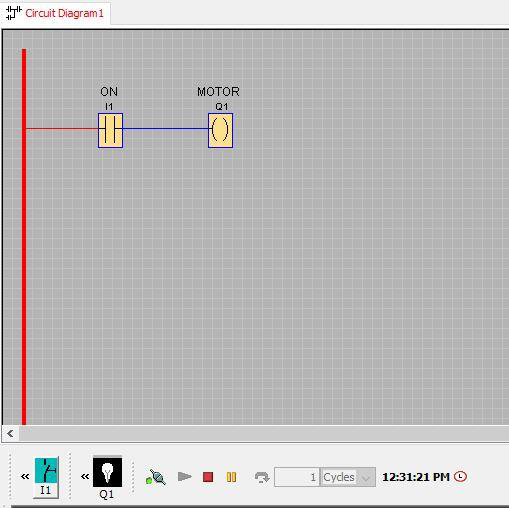 Circuit Diagram1
ON
I1
MOTOR
Q1
I1
Q1
1 Cycles
12:31:21 PM